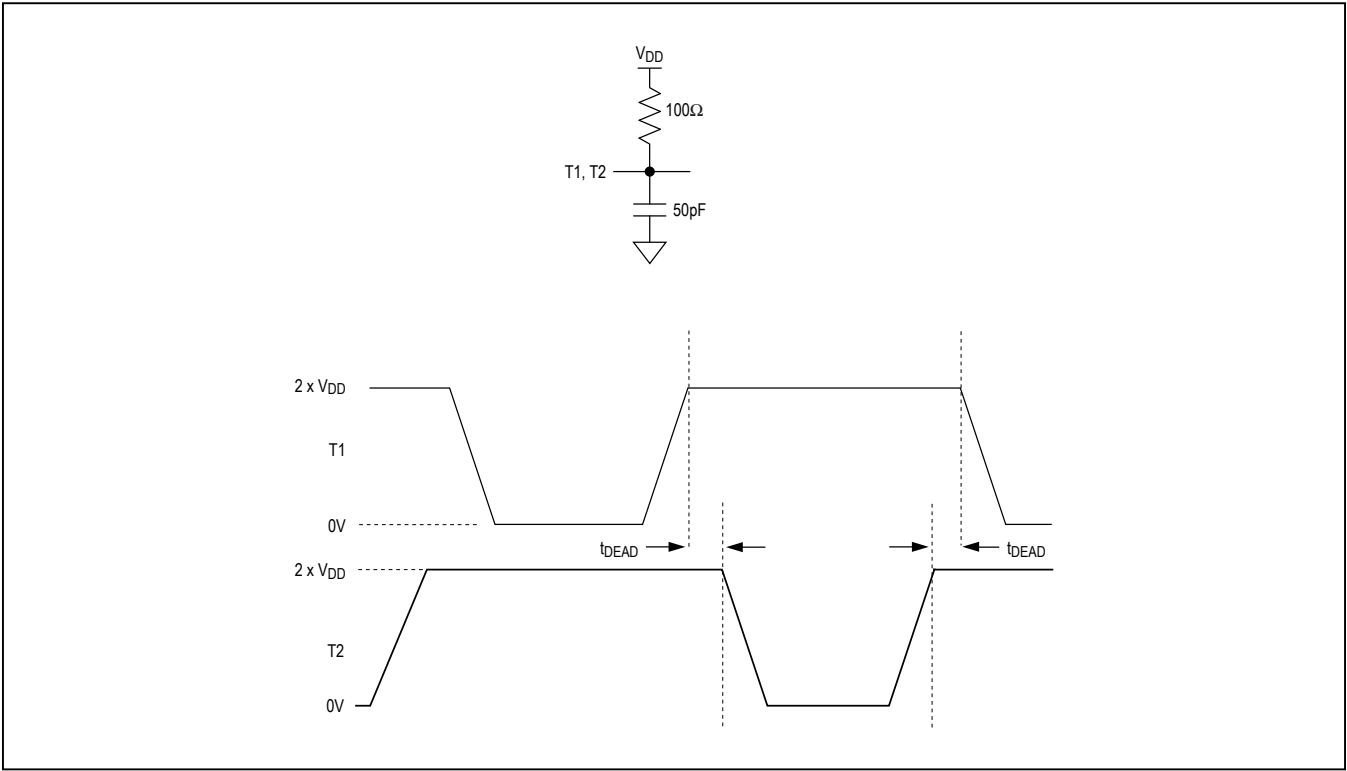 VDD
100Ω
T1, T2
50pF
2 x VDD
T1
0V
tDEAD
tDEAD
2 x VDD
T2
0V